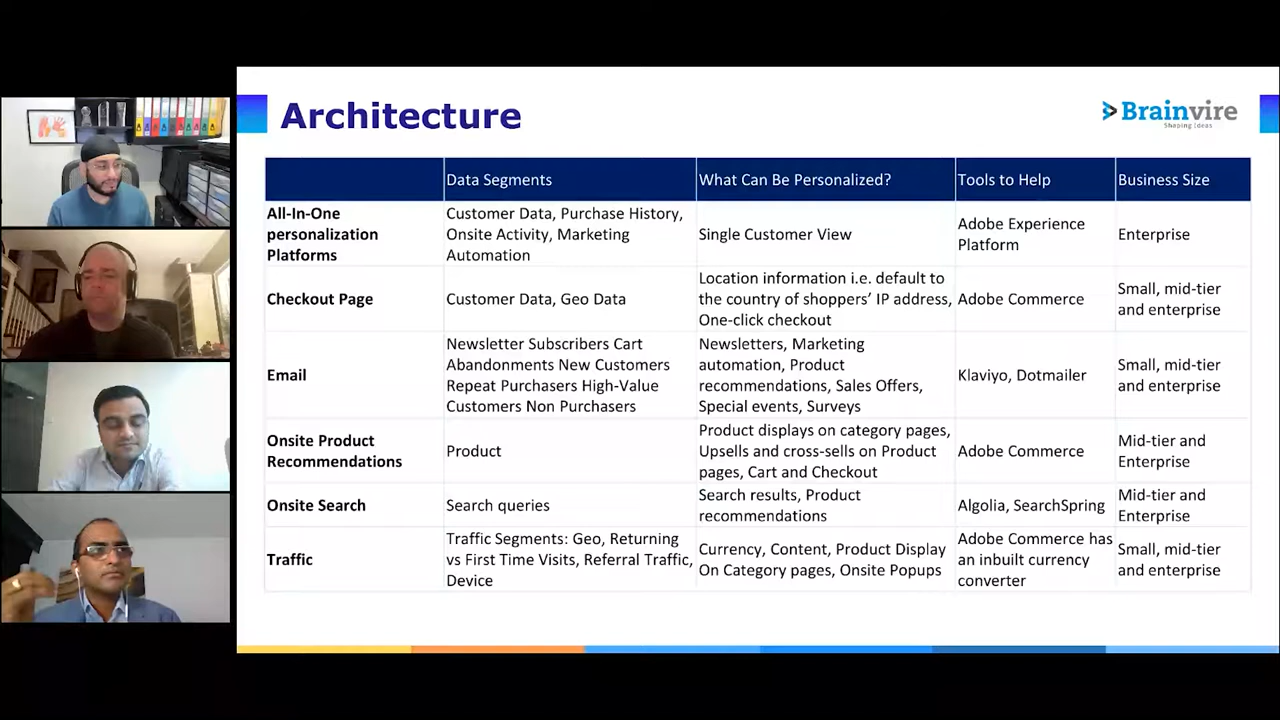 Architecture
Brainvire
Shaping Ideas
Data Segments
What Can Be Personalized?
Tools to Help
Business Size
All-In-One
personalization
Platforms
Customer Data, Purchase History,
Onsite Activity, Marketing
Automation
Single Customer View
Adobe Experience
Platform
Enterprise
Checkout Page
Customer Data, Geo Data
Location information i.e. default to
the country of shoppers’ IP address,
One-click checkout
Adobe Commerce
Small, mid-tier
and enterprise
Email
Newsletter Subscribers Cart
Abandonments New Customers
Repeat Purchasers High-Value
Customers Non Purchasers
Newsletters, Marketing
automation, Product
recommendations, Sales Offers,
Special events, Surveys
Klaviyo, Dotmailer
Small, mid-tier
and enterprise
Onsite Product
Recommendations
Product
Product displays on category pages,
Upsells and cross-sells on Product
pages, Cart and Checkout
Adobe Commerce
Mid-tier and
Enterprise
Onsite Search
Search queries
Search results, Product
recommendations
Algolia, SearchSpring
Mid-tier and
Enterprise
Traffic
Traffic Segments: Geo, Returning
vs First Time Visits, Referral Traffic,
Device
Currency, Content, Product Display
On Category pages, Onsite Popups
Adobe Commerce has
an inbuilt currency
converter
Small, mid-tier
and enterprise